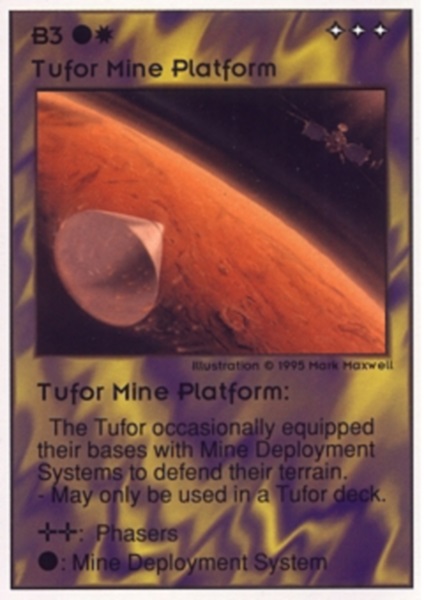 B3
Tufor Mine Platform
Illustration © 1995 Mark Maxwell
Tufor Mine Platform:
The Tufor occasionally equipped
their bases with Mine Deployment
Systems to defend their terrain.
- May only be used in a Tufor deck.
: Phasers
: Mine Deployment System